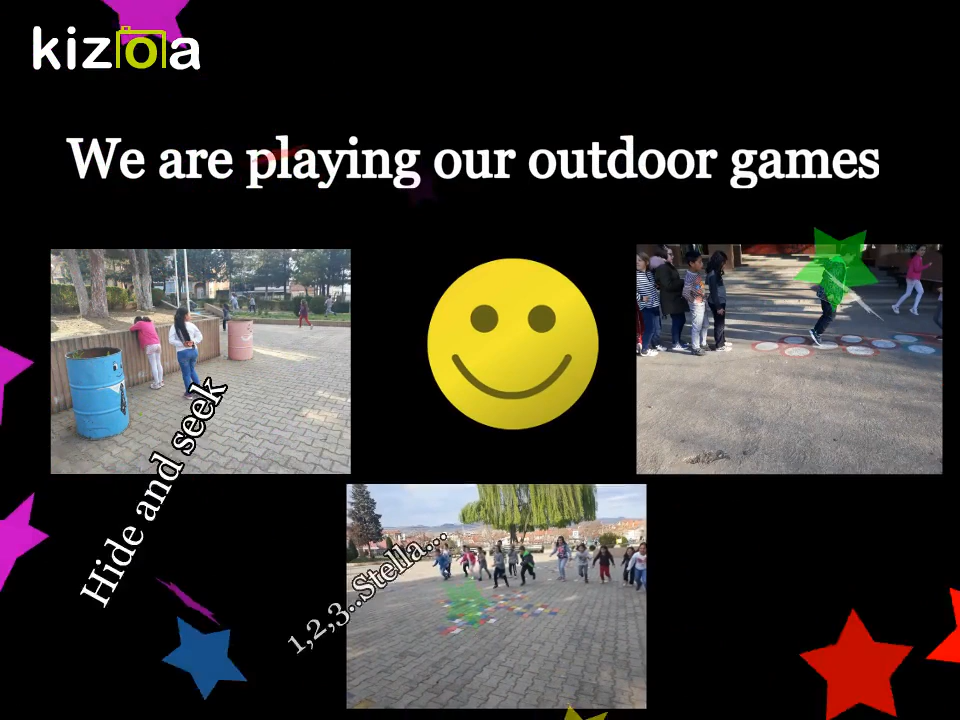 kizoa
We are playing our outdoor games
Hide and seek
1,2,3..Stella...